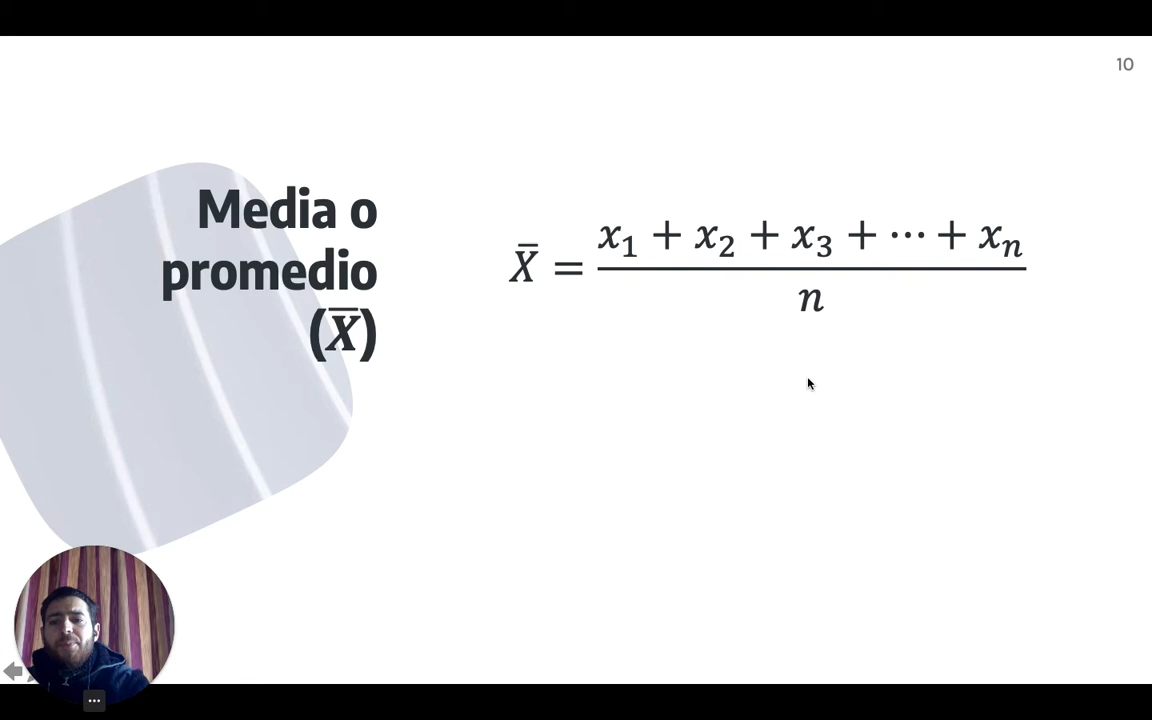 10
Media o
promedio
(X̅)
X̅ = (x₁ + x₂ + x₃ + ⋯ + xₙ) / n